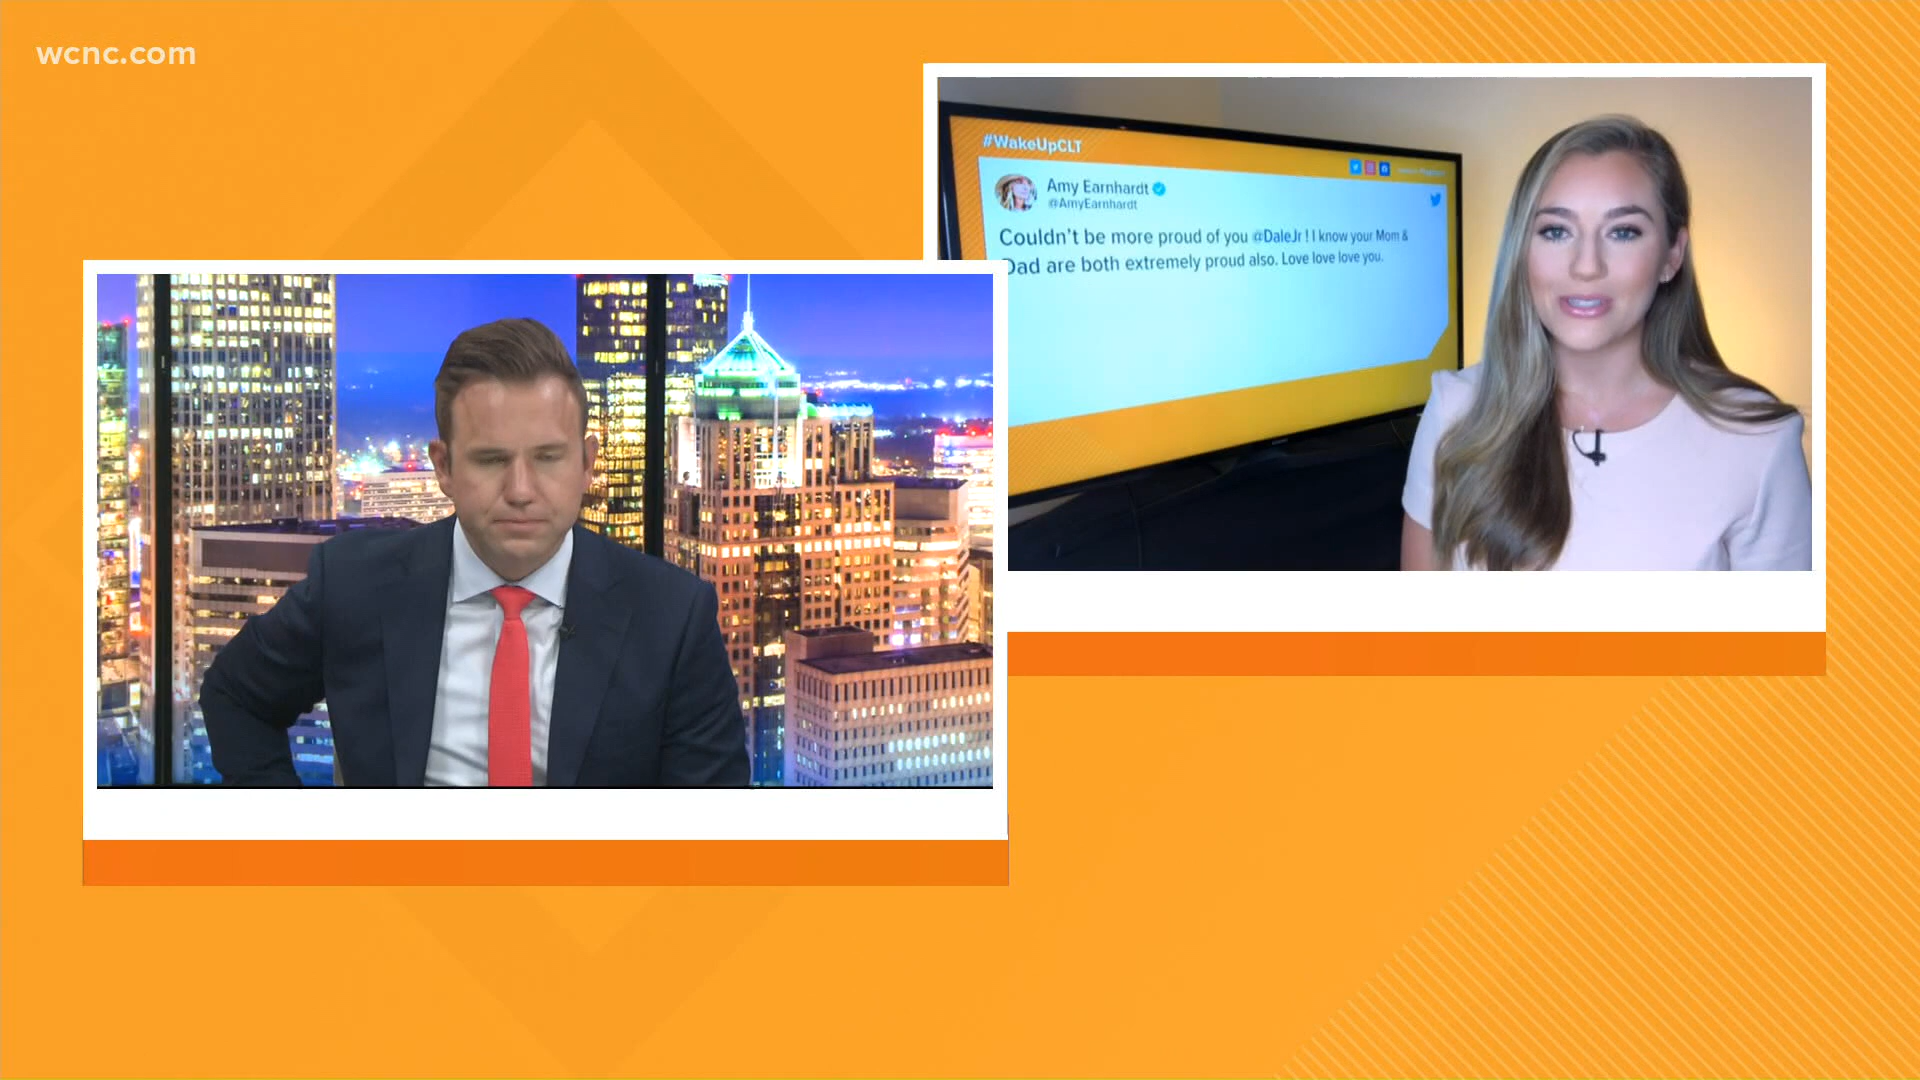 wcnc.com
#WakeUpCLT
Amy Earnhardt
@AmyEarnhardt
Couldn't be more proud of you @DaleJr ! I know your Mom &
Dad are both extremely proud also. Love love love you.